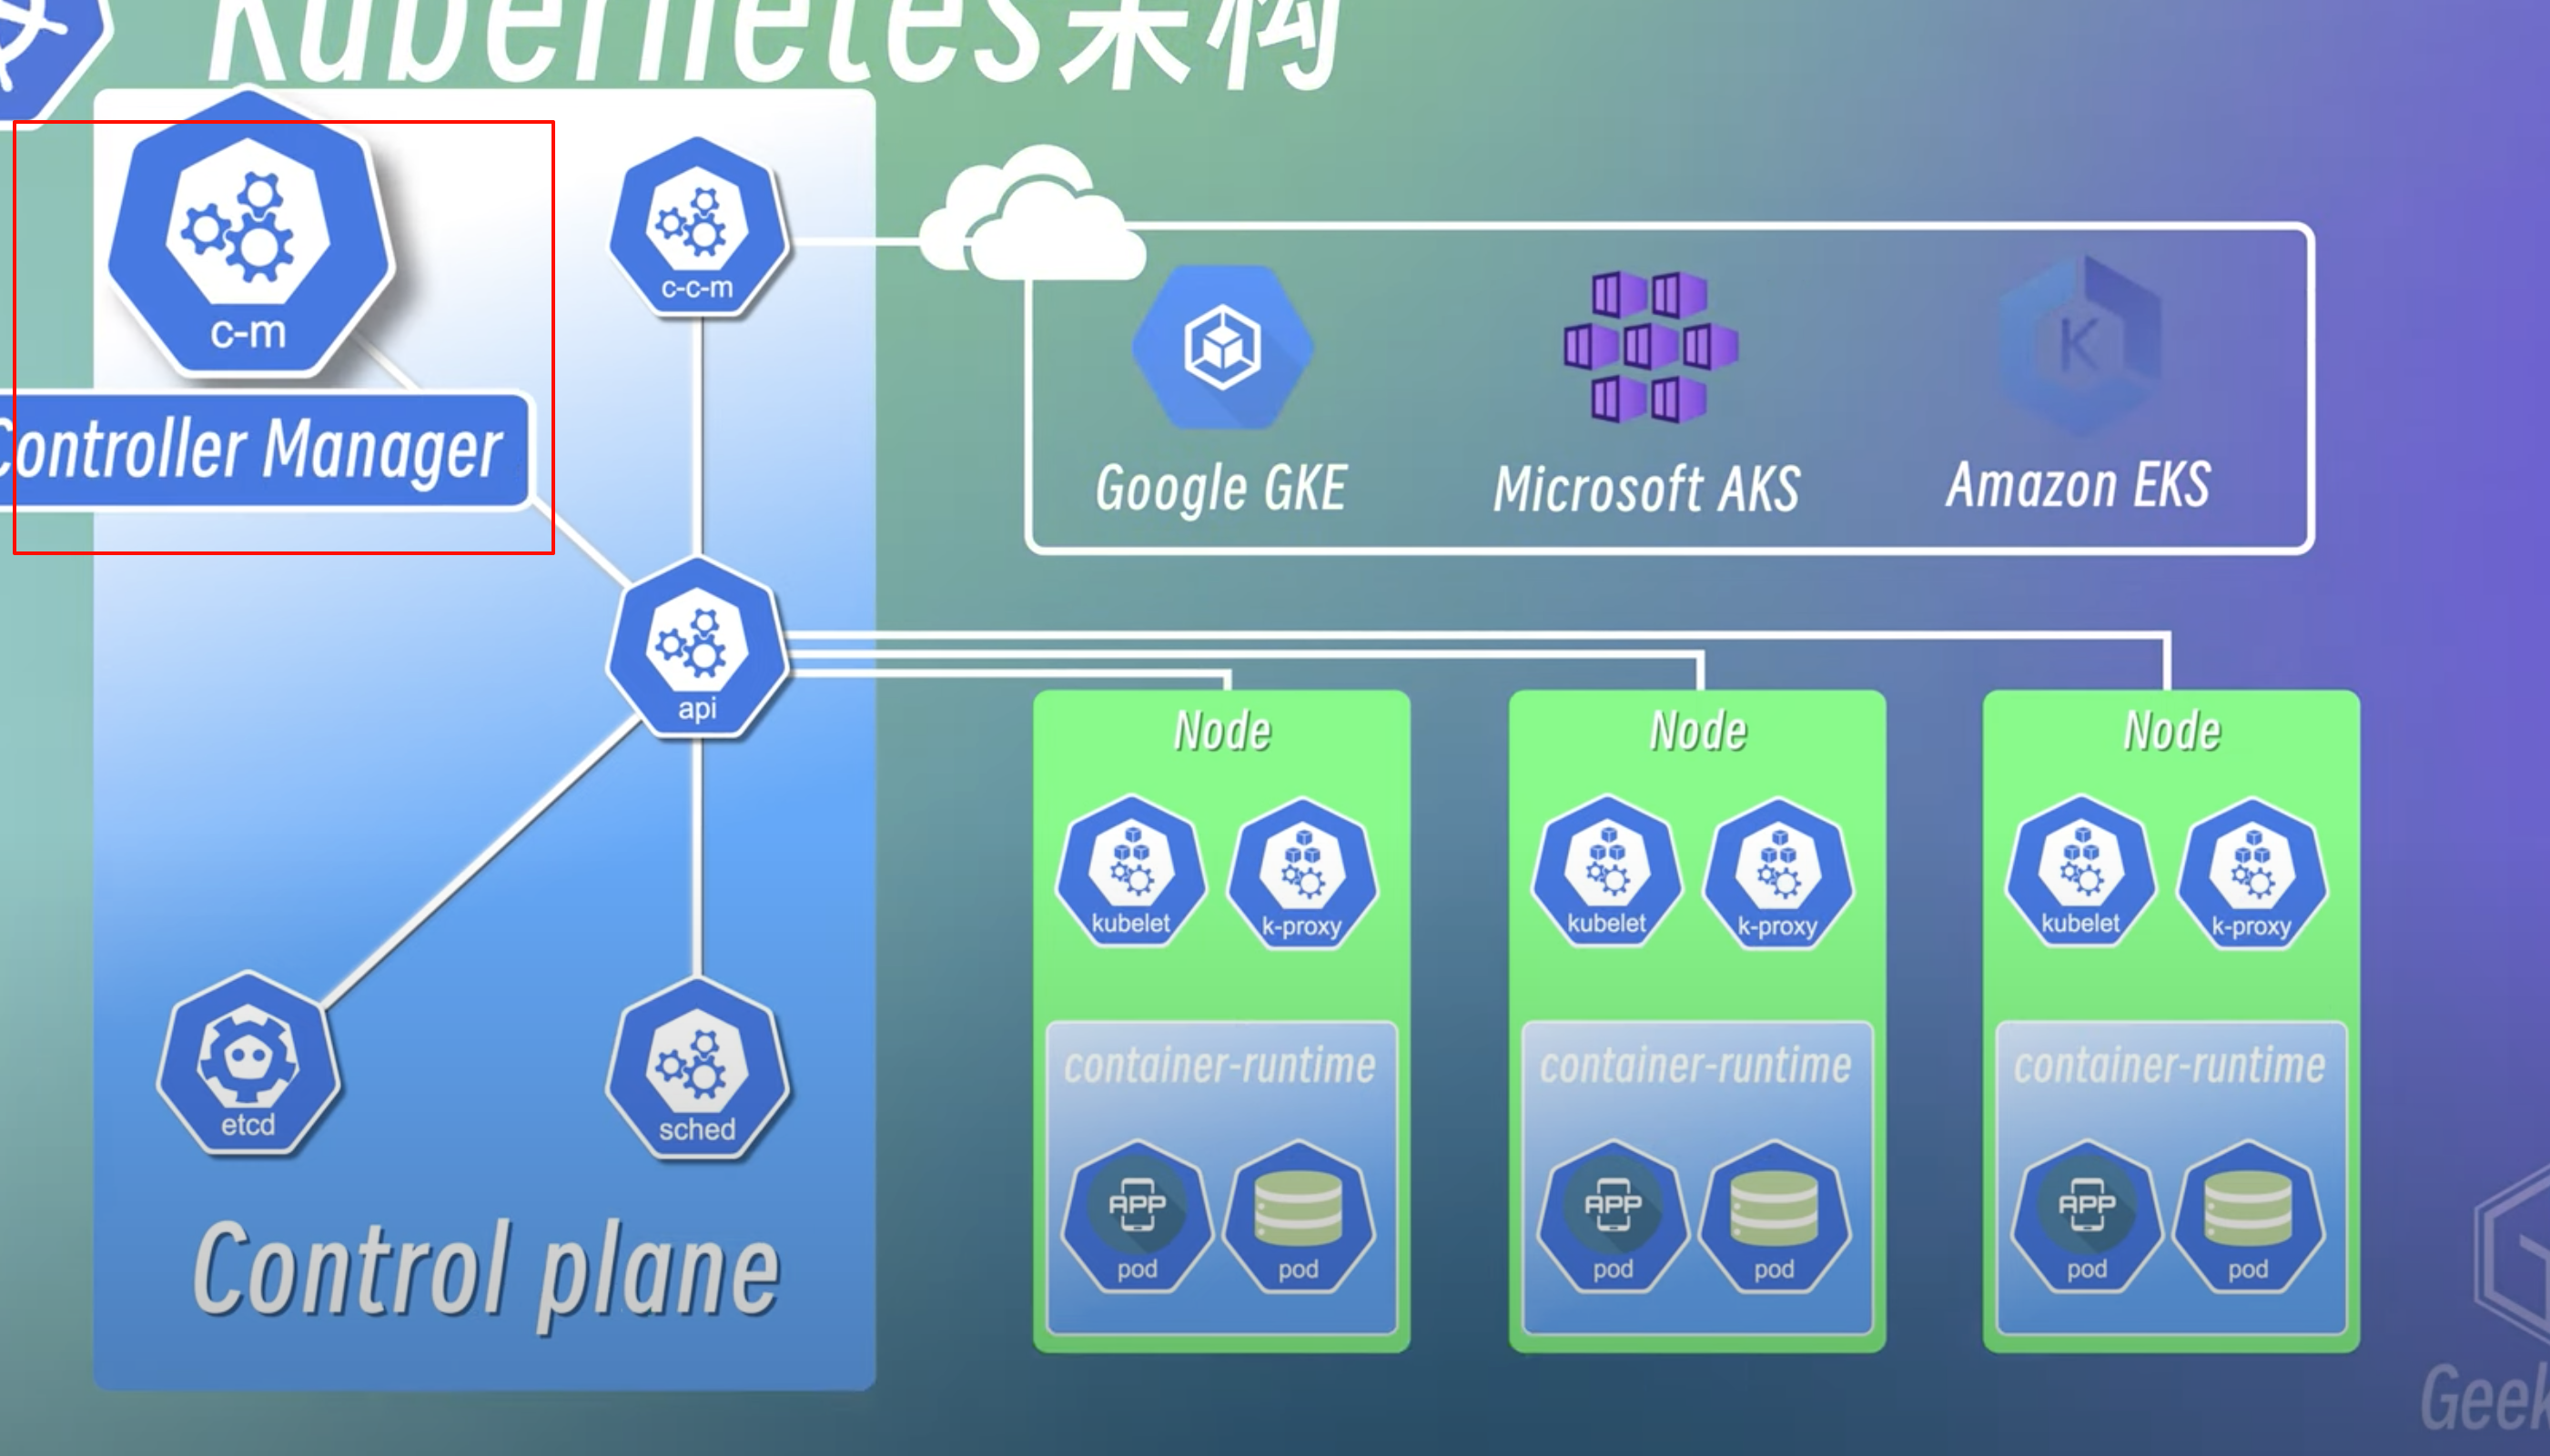 Kubernetes架构
c-m
Controller Manager
c-c-m
Google GKE
Microsoft AKS
Amazon EKS
api
Node
kubelet
k-proxy
container-runtime
pod
pod
Node
kubelet
k-proxy
container-runtime
pod
pod
Node
kubelet
k-proxy
container-runtime
pod
pod
APP
APP
APP
etcd
sched
Control plane
Geek